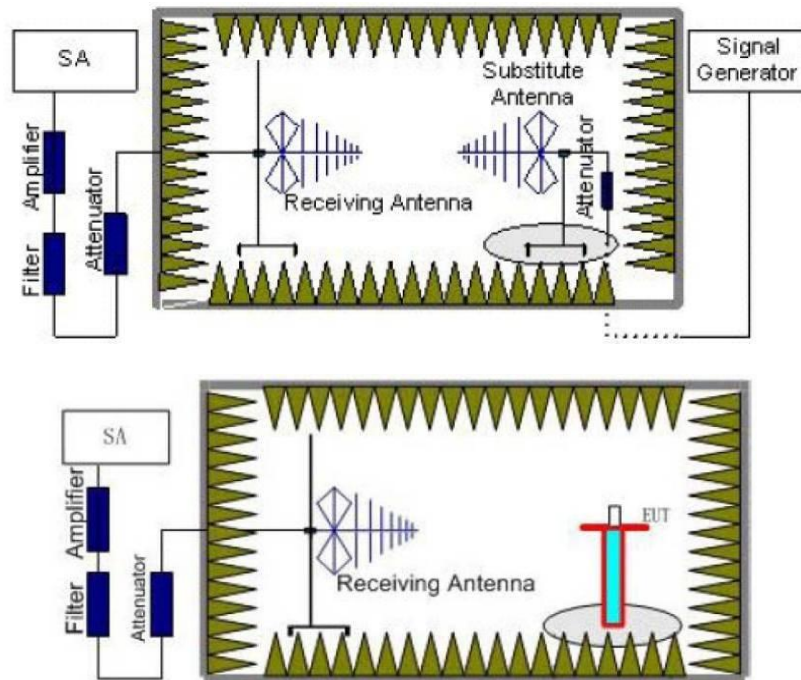 SA
Signal
Generator
Substitute
Antenna
Amplifier
Attenuator
Attenuator
Receiving Antenna
Filter
SA
Amplifier
EUT
Filter
Attenuator
Receiving Antenna